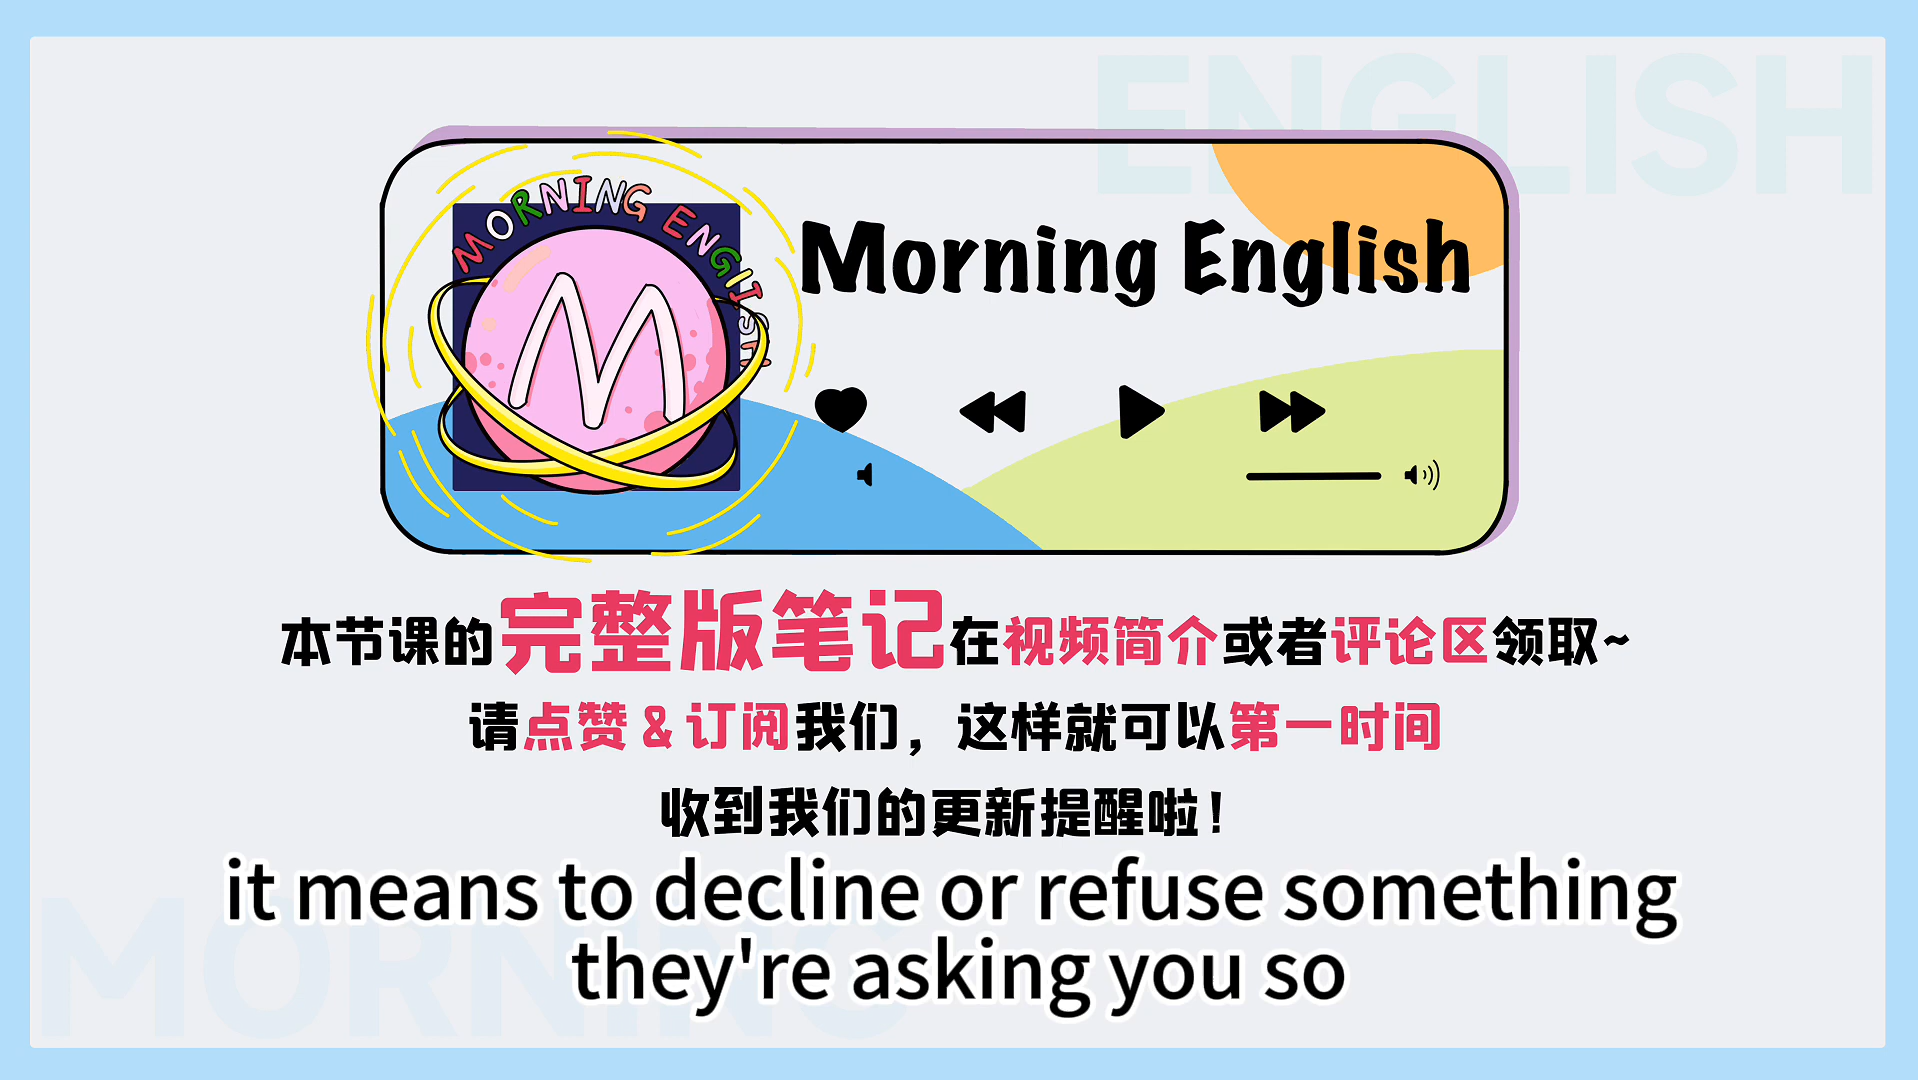 ENGLISH
MORNING ENGLISH
M
Morning English
本节课的完整版笔记在视频简介或者评论区领取~
请点赞&订阅我们，这样就可以第一时间
收到我们的更新提醒啦！
it means to decline or refuse something
they're asking you so
MORNING